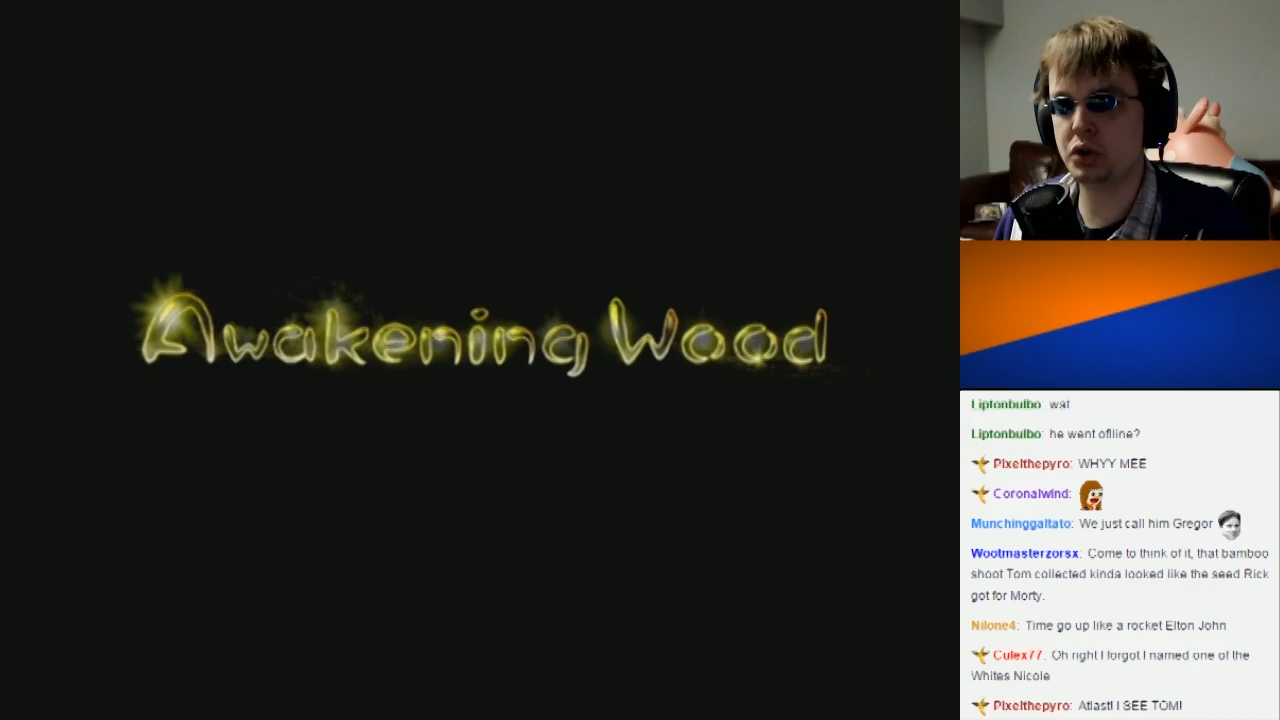 Awakening Wood
Liptonbulbo: wat
Liptonbulbo: he went offline?
Pixelthepyro: WHYY MEE
Coronalwind:
Munchinggaltato: We just call him Gregor
Wootmasterzorsx: Come to think of it, that bamboo
shoot Tom collected kinda looked like the seed Rick
got for Morty.
Nilone4: Time go up like a rocket Elton John
Culex77: Oh right I forgot I named one of the
Whites Nicole
Pixelthepyro: Atlast! I SEE TOM!